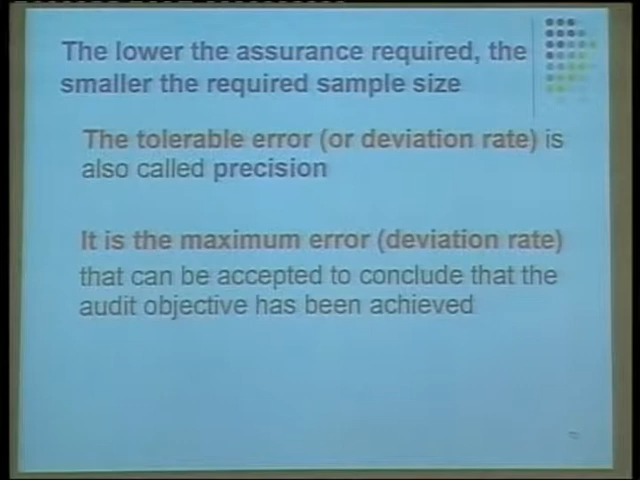 The lower the assurance required, the
smaller the required sample size
The tolerable error (or deviation rate) is
also called precision
It is the maximum error (deviation rate)
that can be accepted to conclude that the
audit objective has been achieved